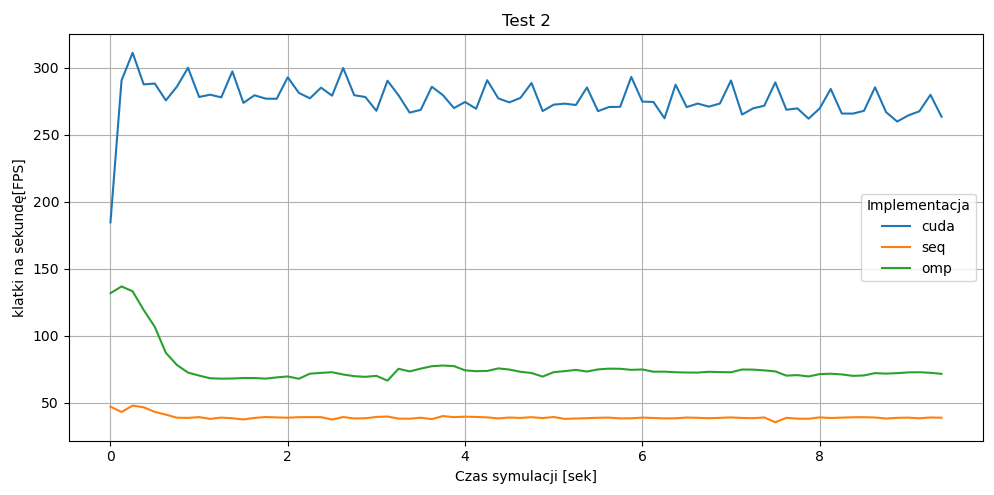 Test 2
klatki na sekundę[FPS]
300
250
200
150
100
50
0
2
4
6
8
Czas symulacji [sek]
Implementacja
cuda
seq
omp